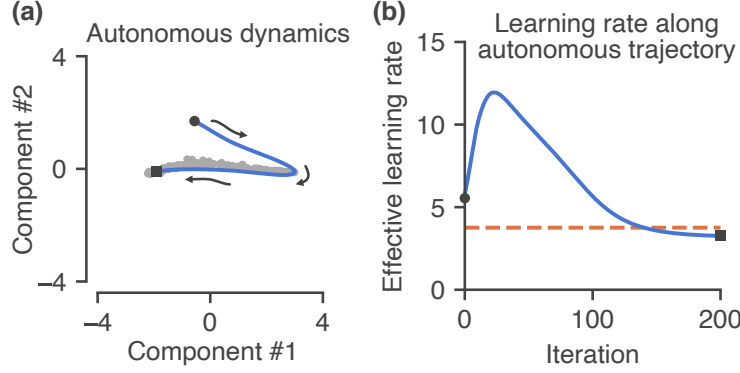 (a)
Autonomous dynamics
Component #2
4
0
−4
−4
0
4
Component #1
(b)
Learning rate along
autonomous trajectory
Effective learning rate
15
10
5
0
0
100
200
Iteration